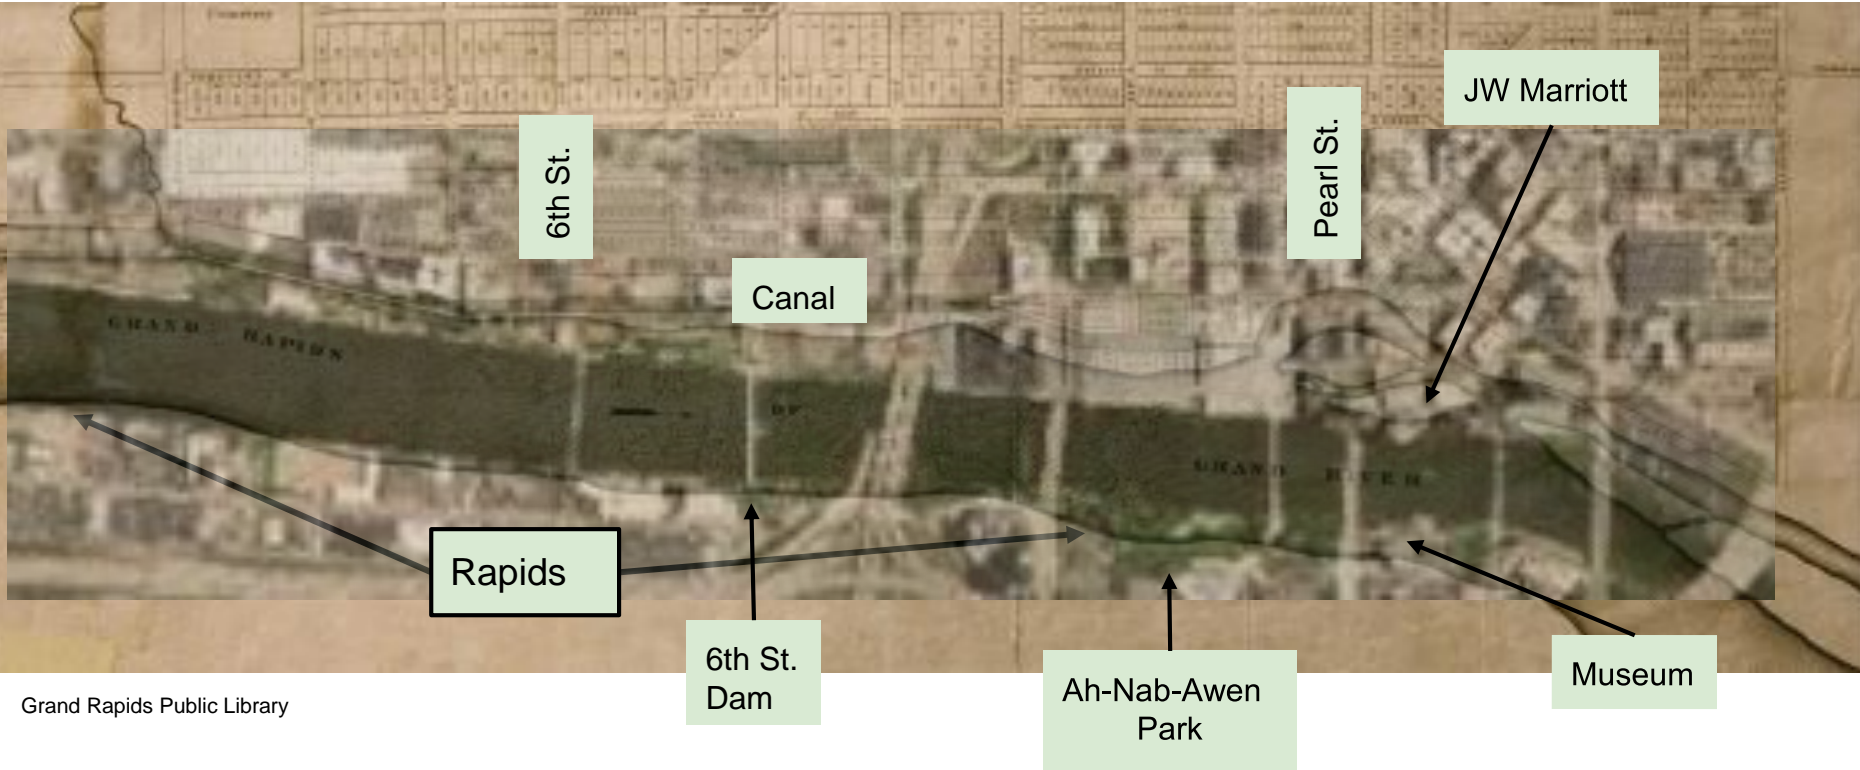 JW Marriott
6th St.
Pearl St.
Canal
GRAND RAPIDS
OF
GRAND RIVER
Rapids
6th St.
Dam
Ah-Nab-Awen
Park
Museum
Grand Rapids Public Library